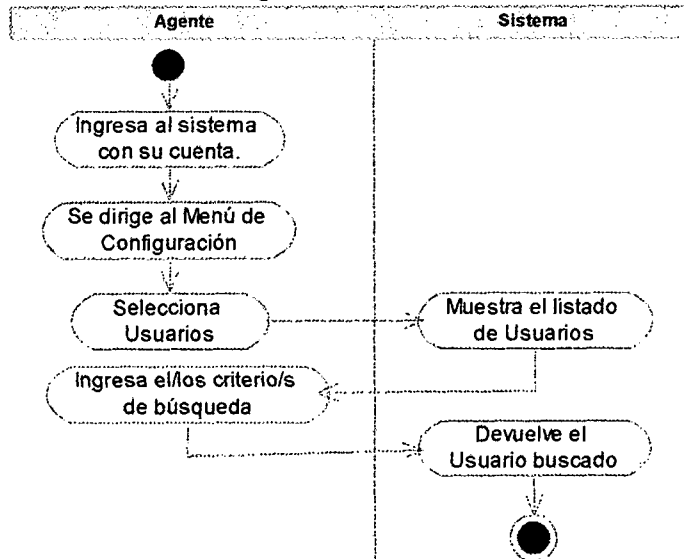 Agente
Sistema
Ingresa al sistema
con su cuenta.
Se dirige al Menú de
Configuración
Selecciona
Usuarios
Muestra el listado
de Usuarios
Ingresa el/los criterio/s
de búsqueda
Devuelve el
Usuario buscado